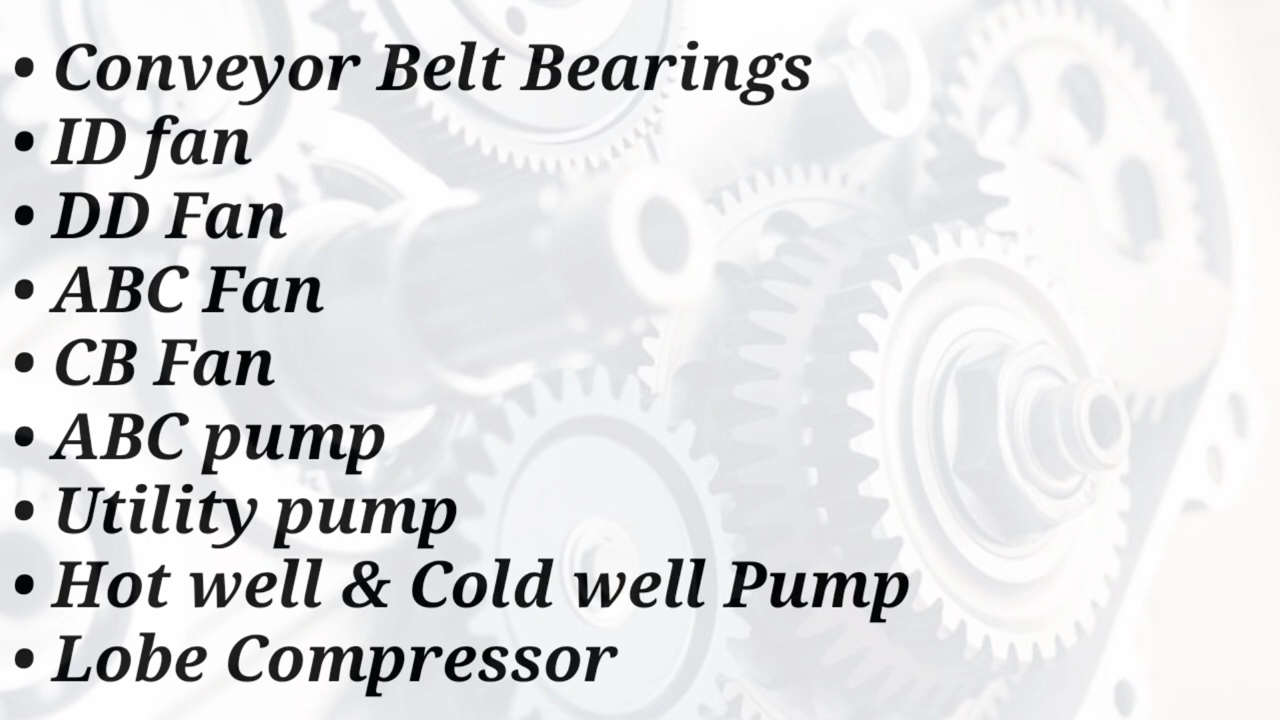 • Conveyor Belt Bearings
• ID fan
• DD Fan
• ABC Fan
• CB Fan
• ABC pump
• Utility pump
• Hot well & Cold well Pump
• Lobe Compressor